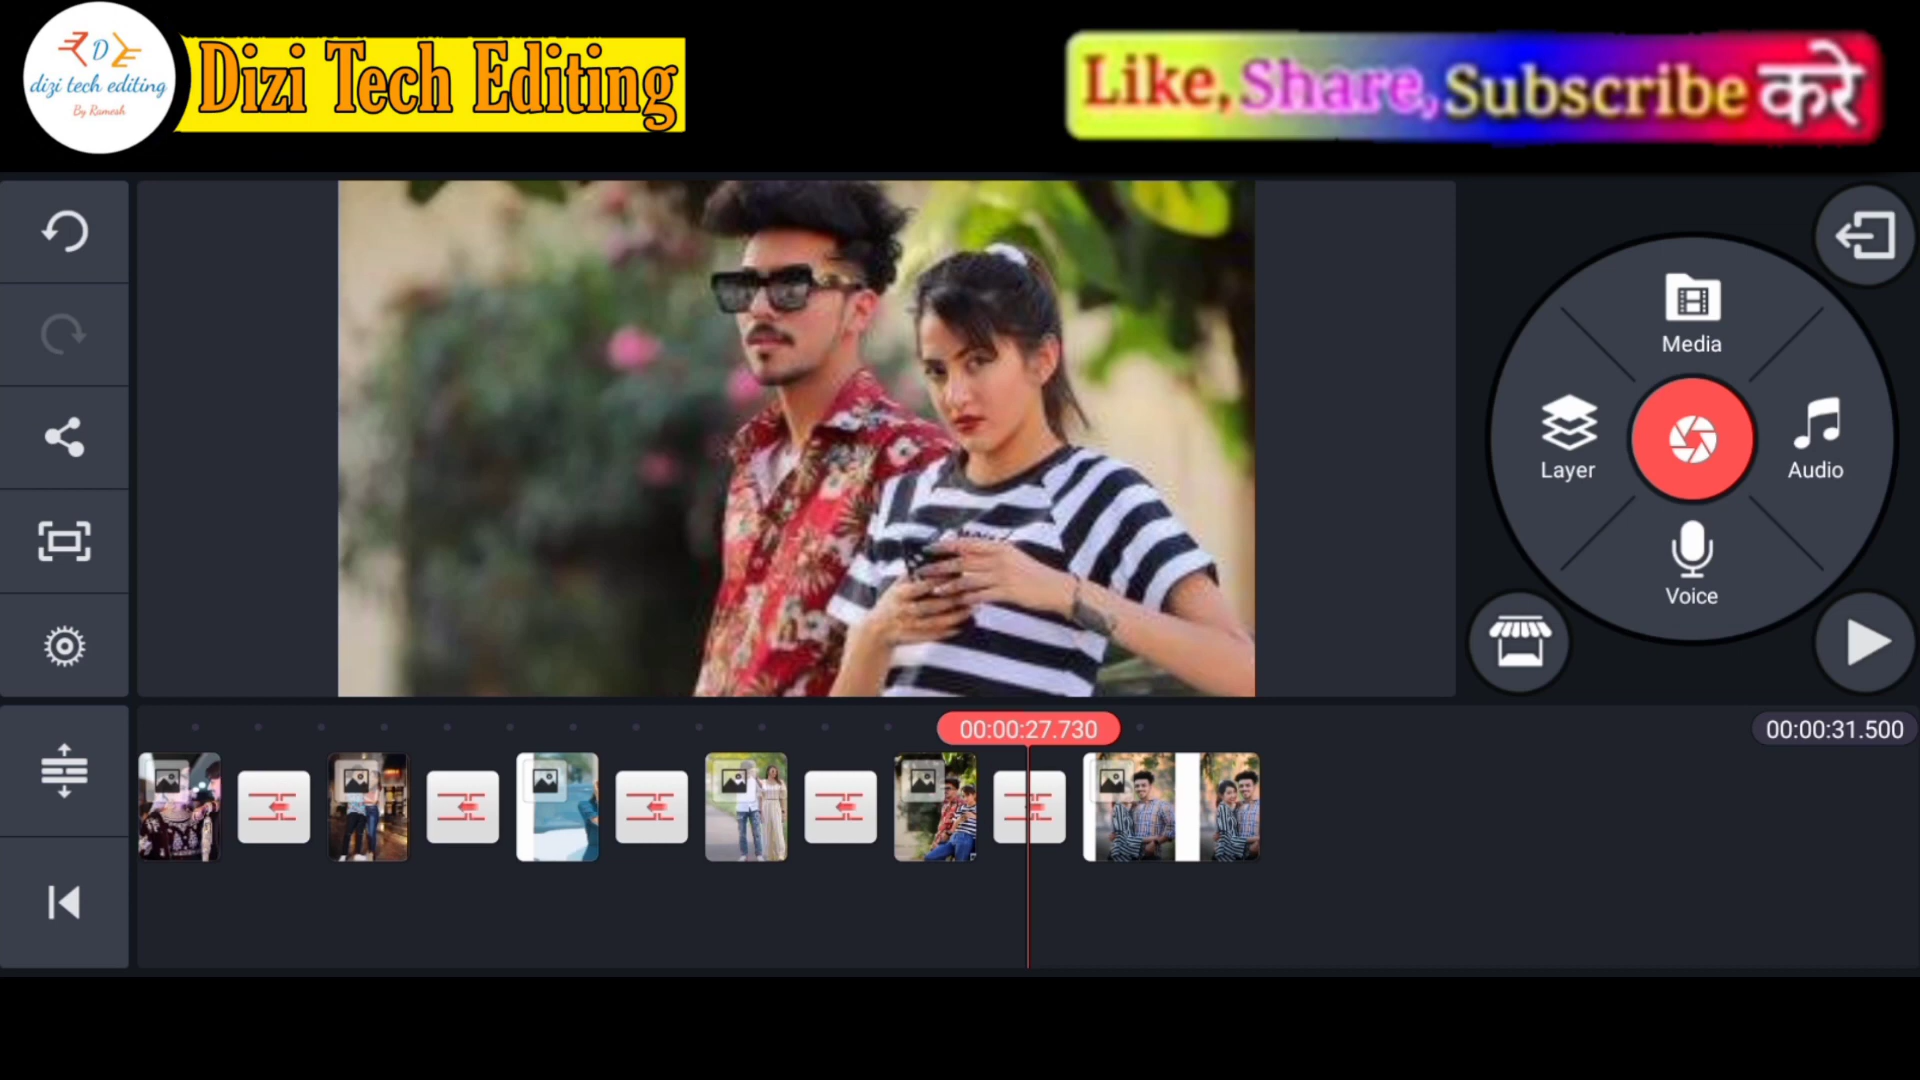 dizi tech editing
By Ramesh
Dizi Tech Editing
Like, Share, Subscribe करे
Media
Layer
Audio
Voice
00:00:27.730
00:00:31.500